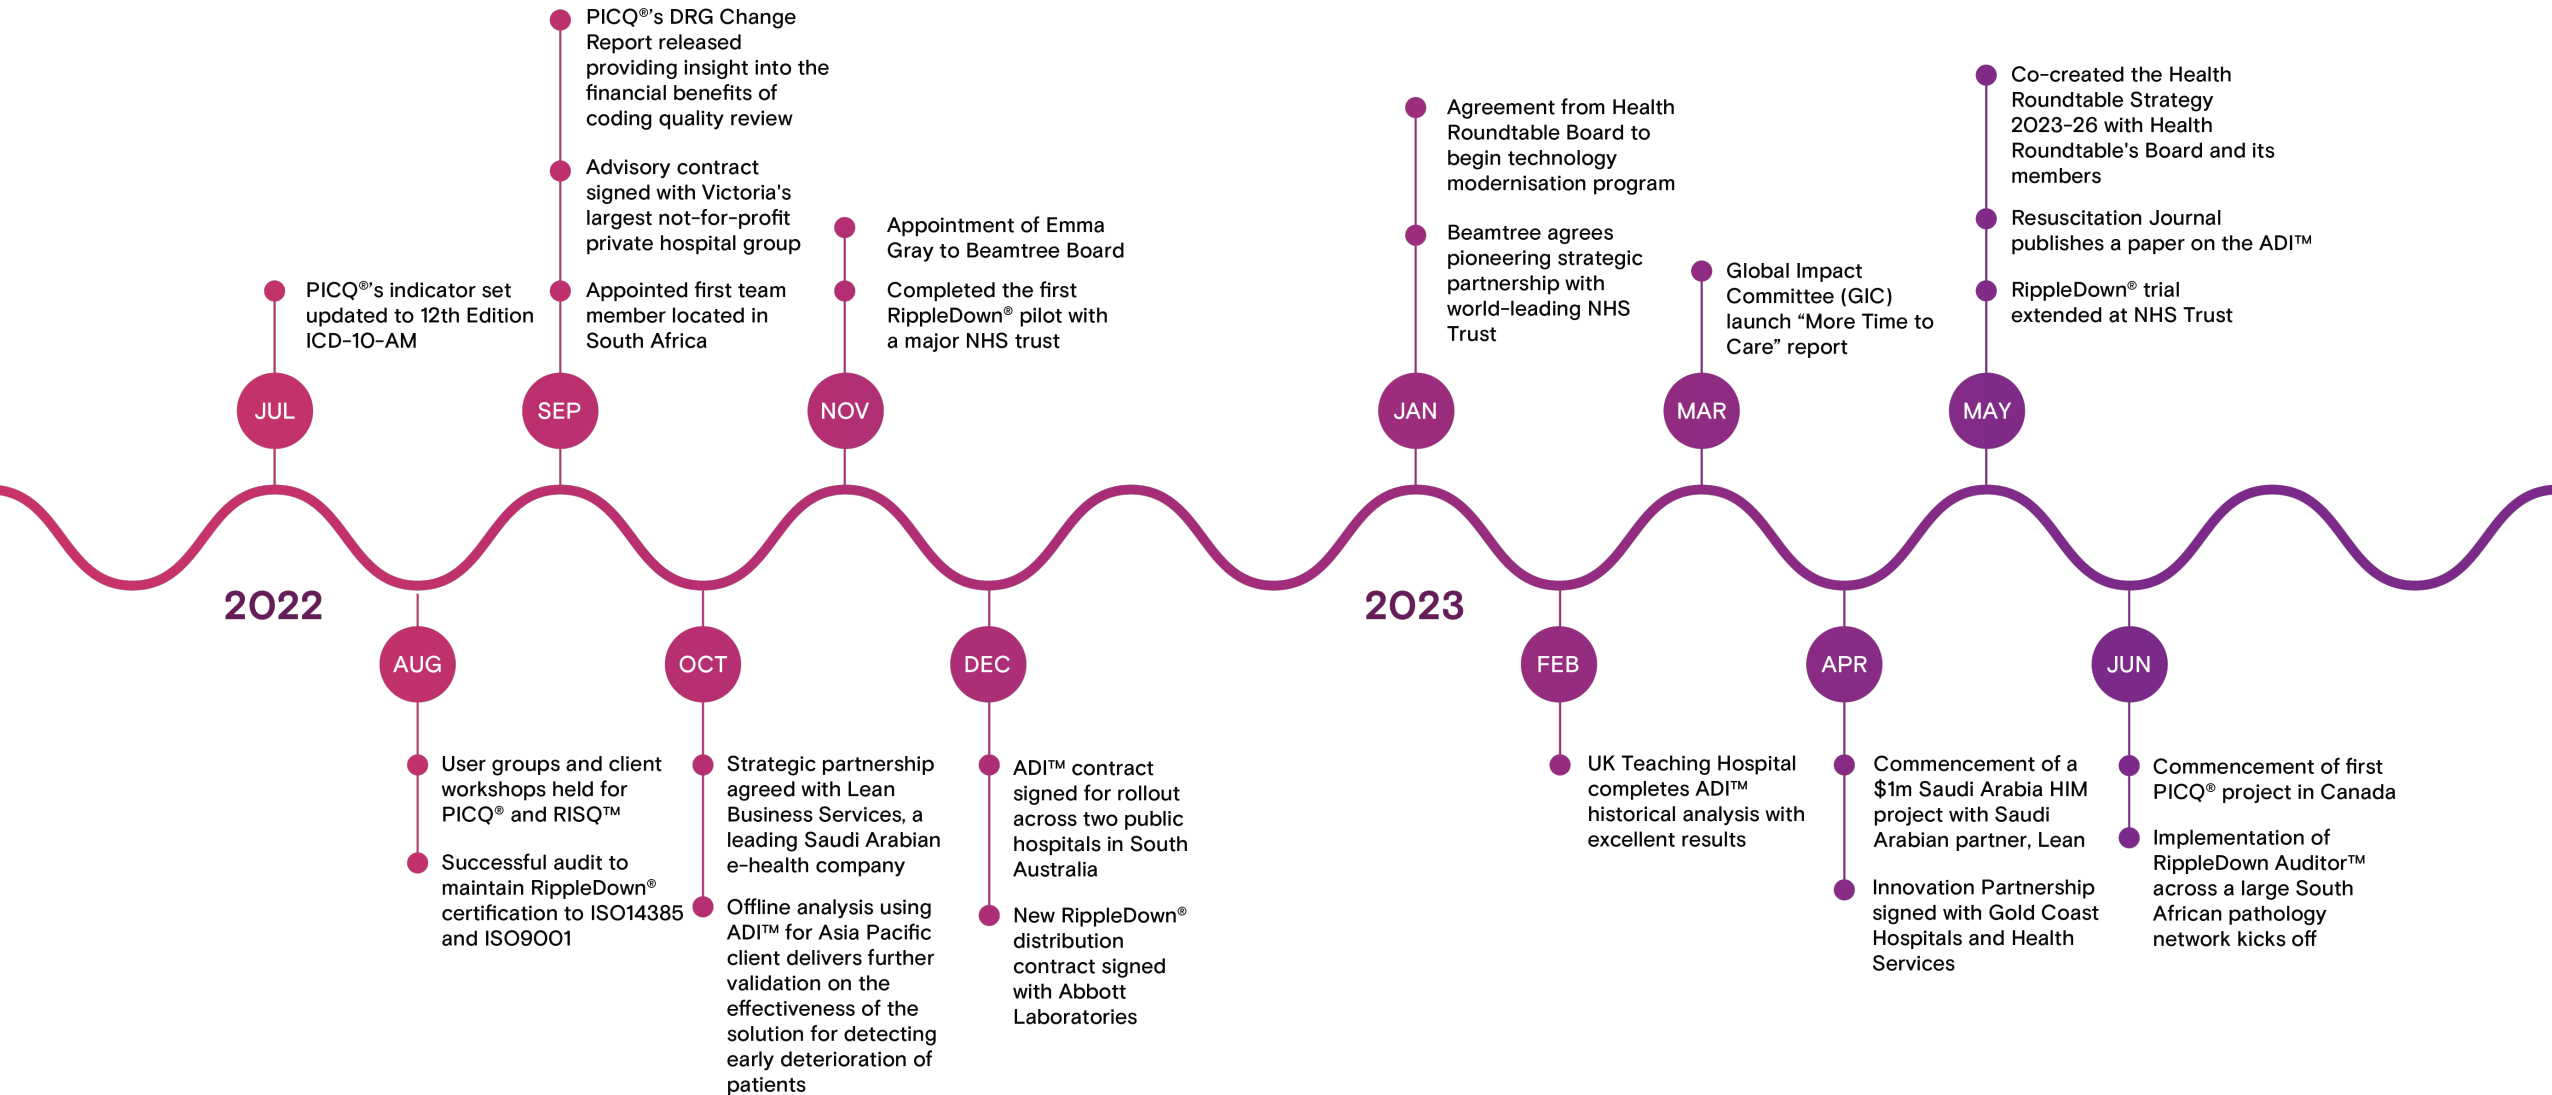 PICQ®'s DRG Change
Report released
providing insight into the
financial benefits of
coding quality review
Advisory contract
signed with Victoria's
largest not-for-profit
private hospital group
Appointed first team
member located in
South Africa
PICQ®'s indicator set
updated to 12th Edition
ICD-10-AM
Appointment of Emma
Gray to Beamtree Board
Completed the first
RippleDown® pilot with
a major NHS trust
Agreement from Health
Roundtable Board to
begin technology
modernisation program
Beamtree agrees
pioneering strategic
partnership with
world-leading NHS
Trust
Global Impact
Committee (GIC)
launch “More Time to
Care” report
Co-created the Health
Roundtable Strategy
2023-26 with Health
Roundtable's Board and its
members
Resuscitation Journal
publishes a paper on the ADI™
RippleDown® trial
extended at NHS Trust
JUL
SEP
NOV
JAN
MAR
MAY
2022
2023
AUG
OCT
DEC
FEB
APR
JUN
User groups and client
workshops held for
PICQ® and RISQ™
Successful audit to
maintain RippleDown®
certification to ISO14385
and ISO9001
Strategic partnership
agreed with Lean
Business Services, a
leading Saudi Arabian
e-health company
Offline analysis using
ADI™ for Asia Pacific
client delivers further
validation on the
effectiveness of the
solution for detecting
early deterioration of
patients
ADI™ contract
signed for rollout
across two public
hospitals in South
Australia
New RippleDown®
distribution
contract signed
with Abbott
Laboratories
UK Teaching Hospital
completes ADI™
historical analysis with
excellent results
Commencement of a
$1m Saudi Arabia HIM
project with Saudi
Arabian partner, Lean
Innovation Partnership
signed with Gold Coast
Hospitals and Health
Services
Commencement of first
PICQ® project in Canada
Implementation of
RippleDown Auditor™
across a large South
African pathology
network kicks off